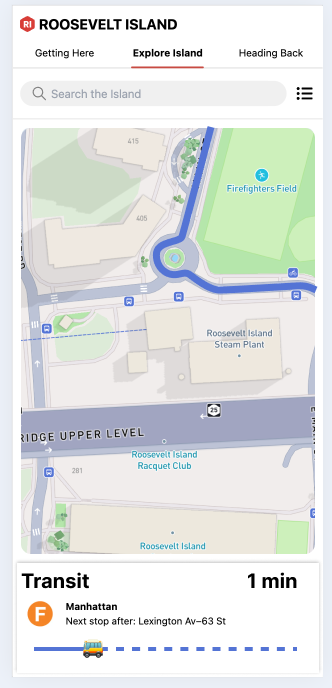 RI ROOSEVELT ISLAND
Getting Here Explore Island Heading Back
Search the Island
415
Firefighters Field
405
Roosevelt Island
Steam Plant
25
RIDGE UPPER LEVEL
Roosevelt Island
Racquet Club
281
Roosevelt Island
Transit 1 min
F
Manhattan
Next stop after: Lexington Av–63 St